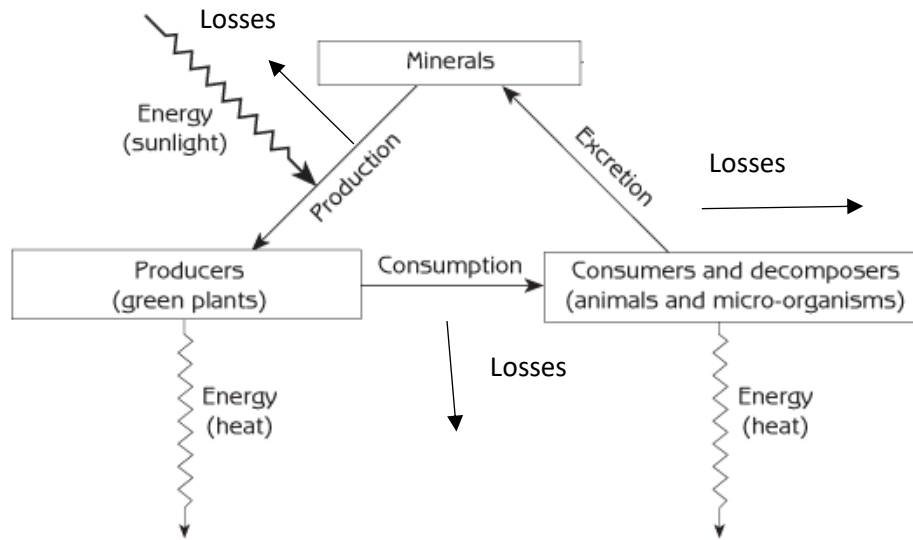 Losses
Minerals
Energy
(sunlight)
Production
Excretion
Losses
Producers
(green plants)
Consumption
Consumers and decomposers
(animals and micro-organisms)
Losses
Energy
(heat)
Energy
(heat)